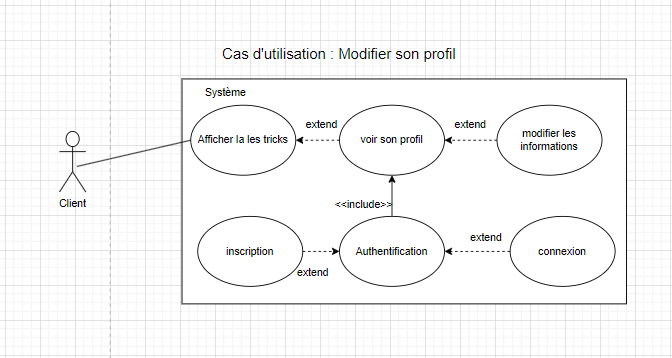 Cas d'utilisation : Modifier son profil
Système
extend
extend
Afficher la les tricks
voir son profil
modifier les
informations
Client
<<include>>
extend
inscription
Authentification
connexion
extend